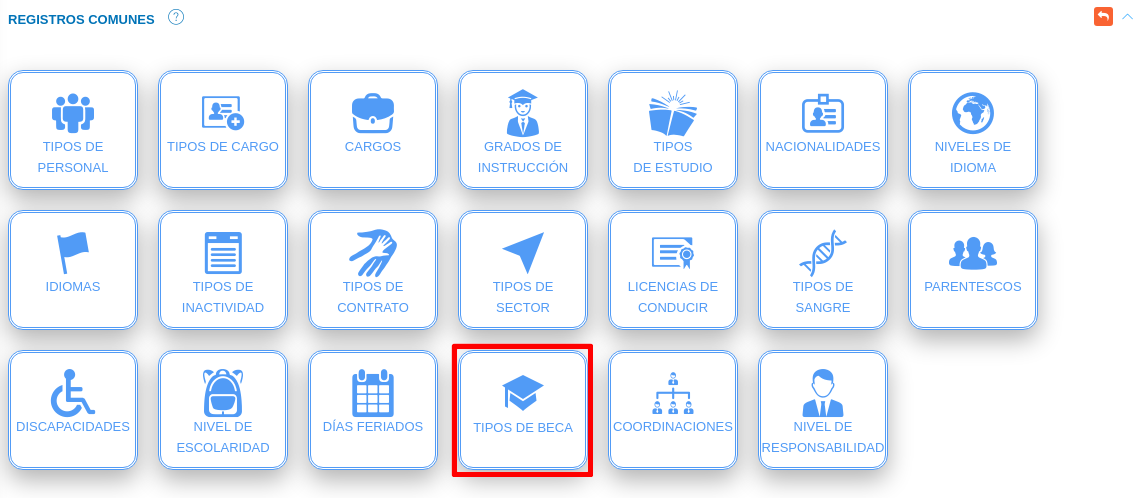 REGISTROS COMUNES ?
TIPOS DE
PERSONAL
TIPOS DE CARGO
CARGOS
GRADOS DE
INSTRUCCIÓN
TIPOS
DE ESTUDIO
NACIONALIDADES
NIVELES DE
IDIOMA
IDIOMAS
TIPOS DE
INACTIVIDAD
TIPOS DE
CONTRATO
TIPOS DE
SECTOR
LICENCIAS DE
CONDUCIR
TIPOS DE
SANGRE
PARENTESCOS
DISCAPACIDADES
NIVEL DE
ESCOLARIDAD
DÍAS FERIADOS
TIPOS DE BECA
COORDINACIONES
NIVEL DE
RESPONSABILIDAD